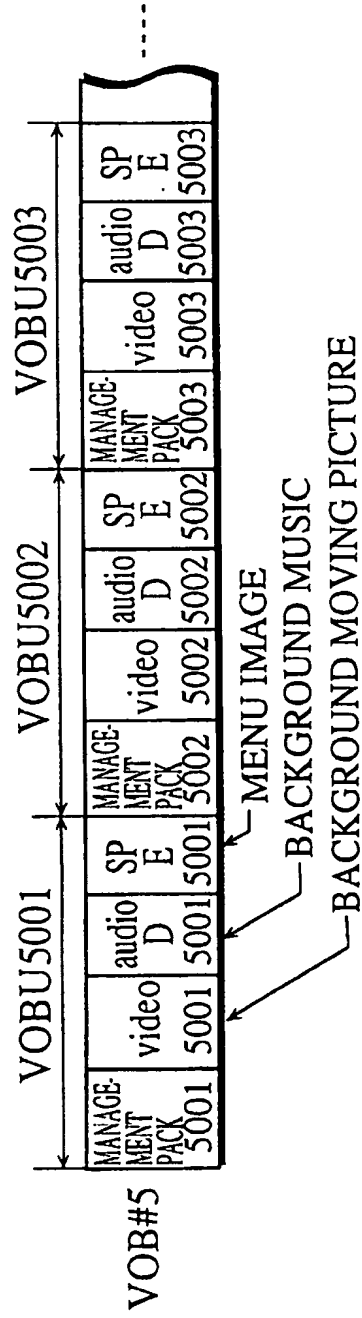 VOBU5001 VOBU5002 VOBU5003
VOB#5
MANAGE-
MENT
PACK
5001
video
5001
audio
D
5001
SP
E
5001
MANAGE-
MENT
PACK
5002
video
5002
audio
D
5002
SP
E
5002
MANAGE-
MENT
PACK
5003
video
5003
audio
D
5003
SP
E
5003
MENU IMAGE
BACKGROUND MUSIC
BACKGROUND MOVING PICTURE